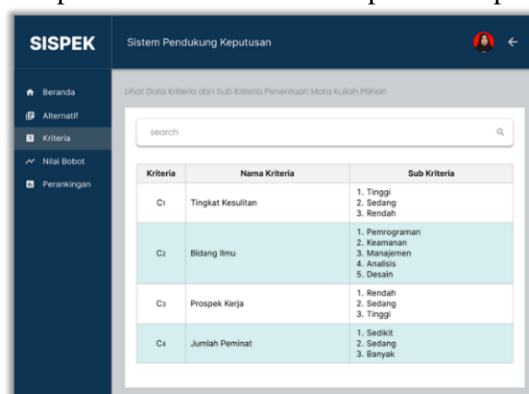 SISPEK
Sistem Pendukung Keputusan
Beranda
Alternatif
Kriteria
Nilai Bobot
Perankingan
Lihat Data Kriteria dan Sub Kriteria Penentuan Mata Kuliah Pilihan
search
Kriteria Nama Kriteria Sub Kriteria
C1 Tingkat Kesulitan
1. Tinggi
2. Sedang
3. Rendah
C2 Bidang Ilmu
1. Pemrograman
2. Keamanan
3. Manajemen
4. Analisis
5. Desain
C3 Prospek Kerja
1. Rendah
2. Sedang
3. Tinggi
C4 Jumlah Peminat
1. Sedikit
2. Sedang
3. Banyak